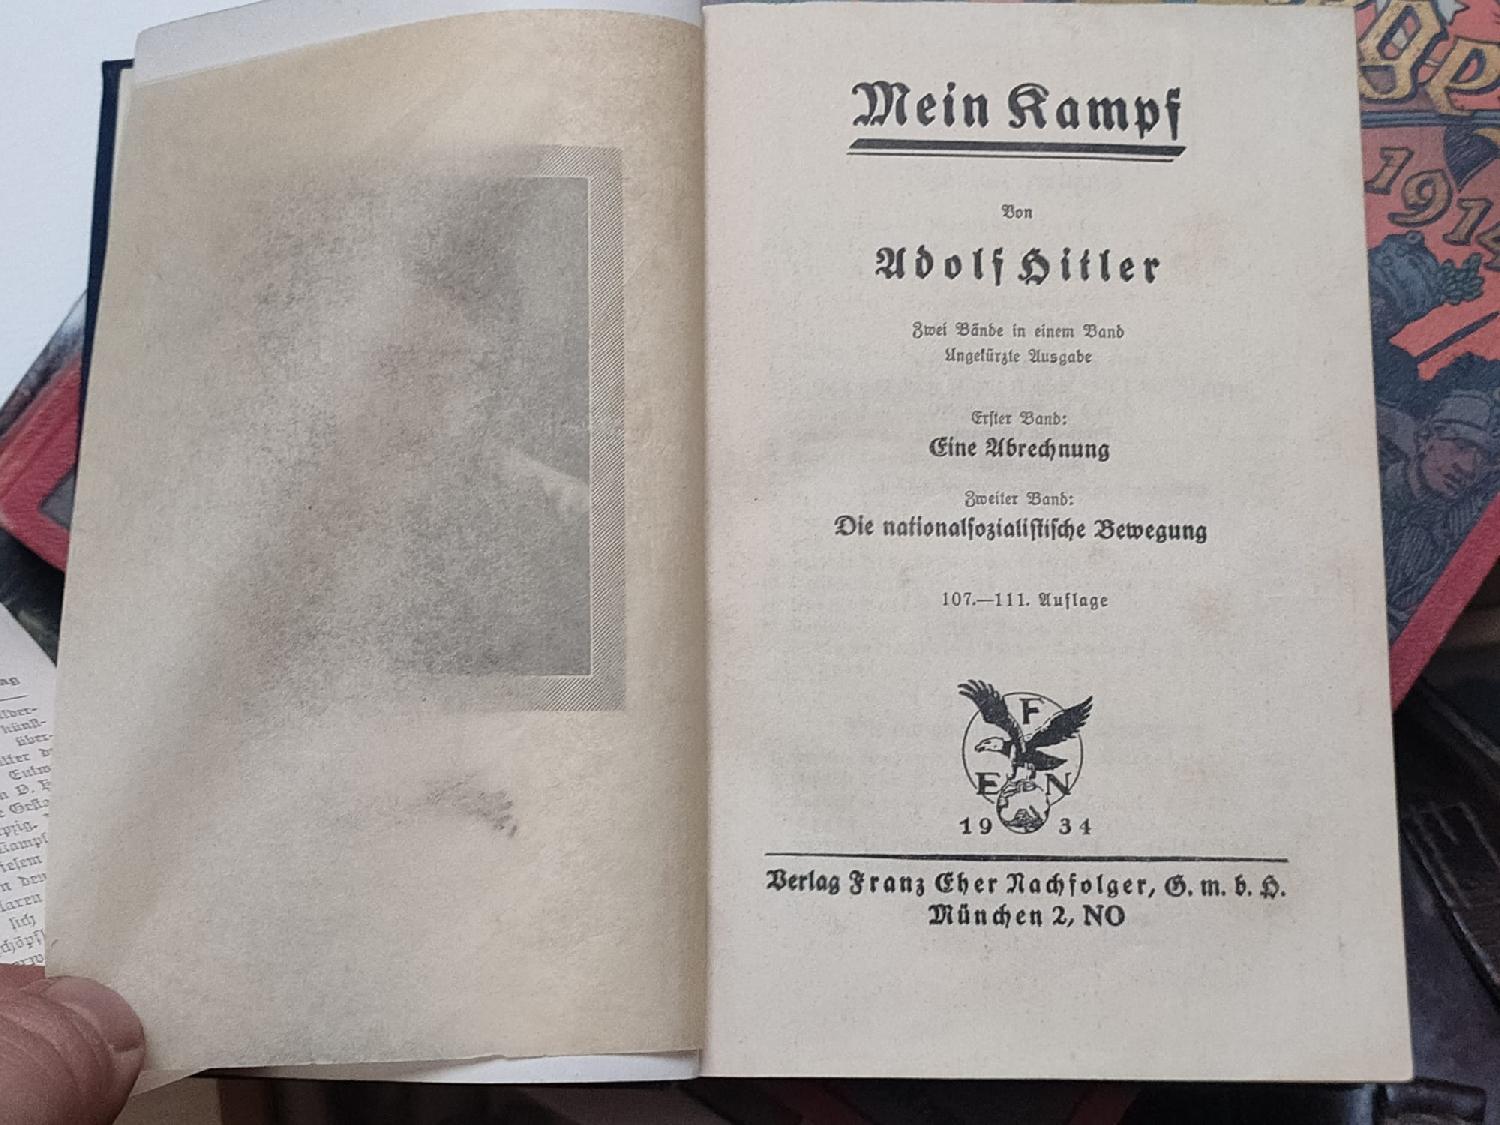 Mein Kampf
Von
Adolf Hitler
Zwei Bände in einem Band
Ungekürzte Ausgabe
Erster Band:
Eine Abrechnung
Zweiter Band:
Die nationalsozialistische Bewegung
107.—111. Auflage
F
E N
19 34
Verlag Franz Eher Nachfolger, G. m. b. H.
München 2, NO
1914